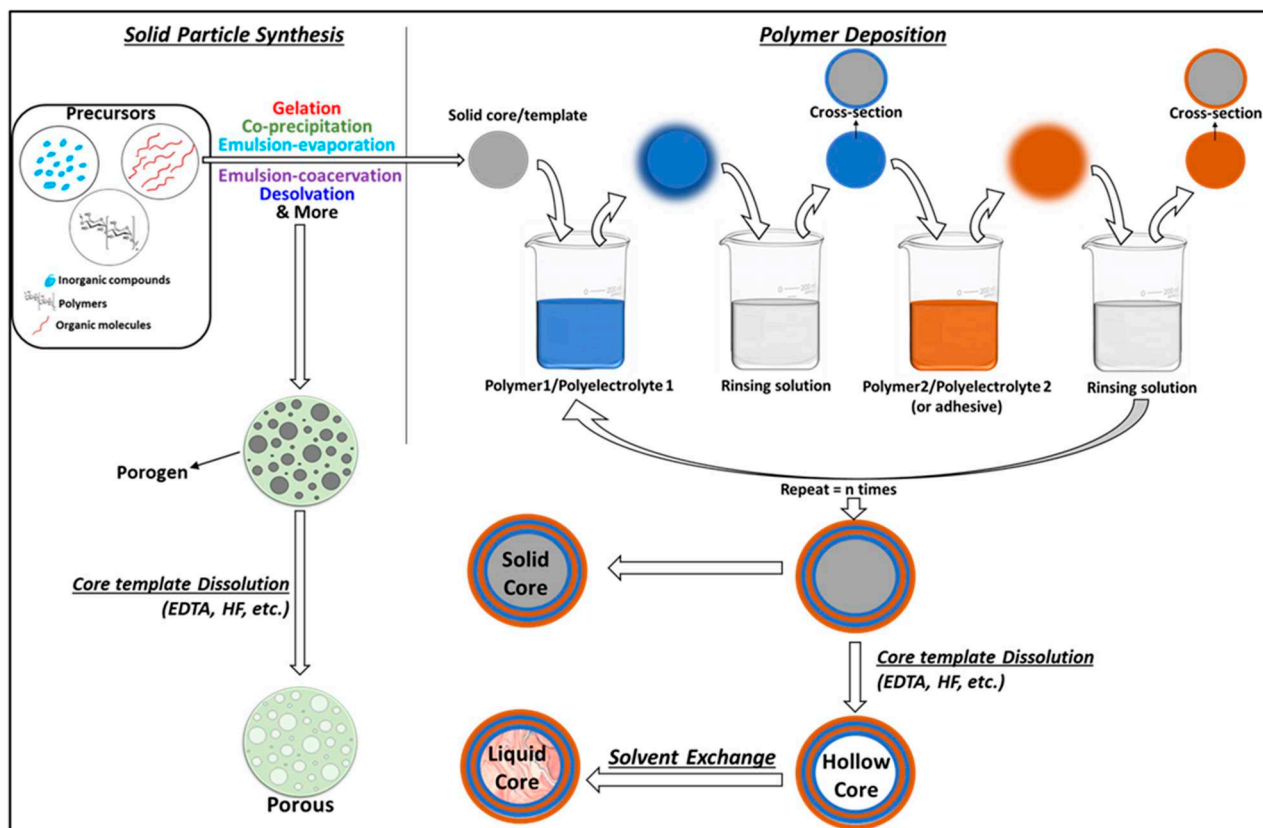 Solid Particle Synthesis
Precursors
Inorganic compounds
Polymers
Organic molecules
Gelation
Co-precipitation
Emulsion-evaporation
Emulsion-coacervation
Desolvation
& More
Porogen
Core template Dissolution
(EDTA, HF, etc.)
Porous
Polymer Deposition
Solid core/template
Cross-section
Cross-section
Polymer1/Polyelectrolyte 1
Rinsing solution
Polymer2/Polyelectrolyte 2
(or adhesive)
Rinsing solution
Repeat = n times
Solid
Core
Core template Dissolution
(EDTA, HF, etc.)
Liquid
Core
Solvent Exchange
Hollow
Core